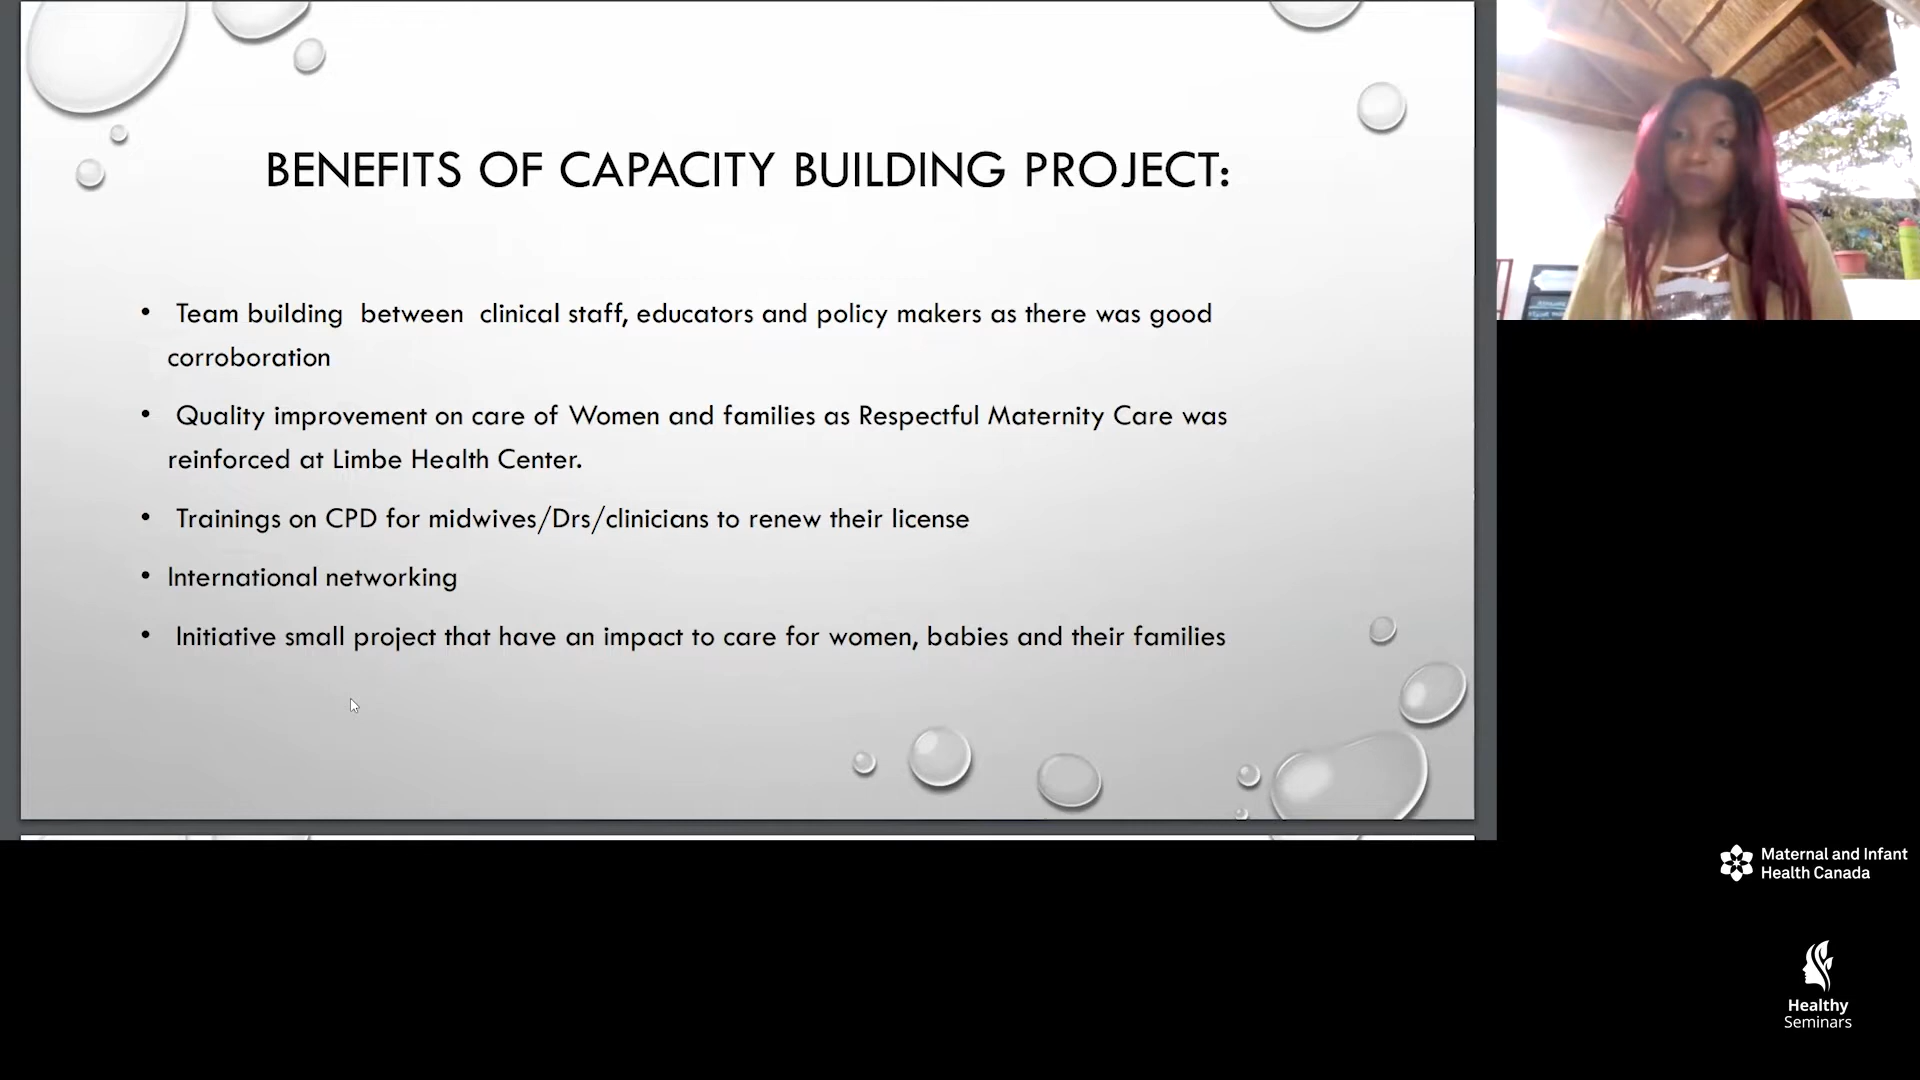 BENEFITS OF CAPACITY BUILDING PROJECT:
• Team building between clinical staff, educators and policy makers as there was good
corroboration
• Quality improvement on care of Women and families as Respectful Maternity Care was
reinforced at Limbe Health Center.
• Trainings on CPD for midwives/Drs/clinicians to renew their license
• International networking
• Initiative small project that have an impact to care for women, babies and their families
Maternal and Infant
Health Canada
Healthy
Seminars